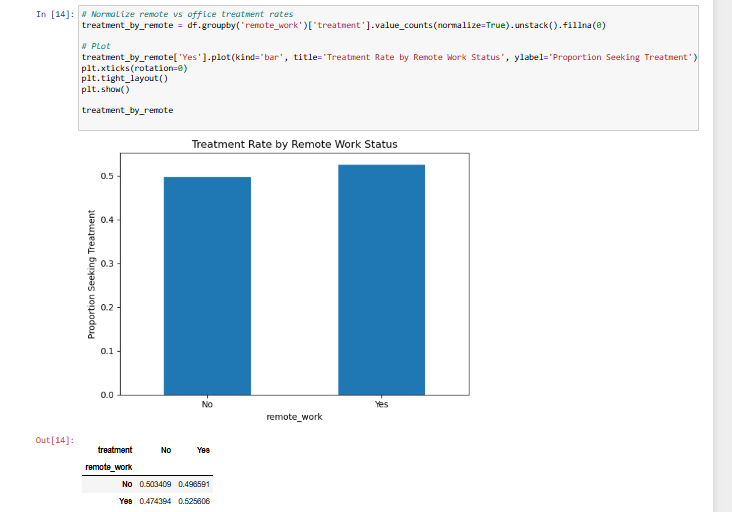 In [14]: # Normalize remote vs office treatment rates
treatment_by_remote = df.groupby('remote_work')['treatment'].value_counts(normalize=True).unstack().fillna(0)
# Plot
treatment_by_remote['Yes'].plot(kind='bar', title='Treatment Rate by Remote Work Status', ylabel='Proportion Seeking Treatment')
plt.xticks(rotation=0)
plt.tight_layout()
plt.show()
treatment_by_remote
Treatment Rate by Remote Work Status
Proportion Seeking Treatment
0.5
0.4
0.3
0.2
0.1
0.0
No Yes
remote_work
Out[14]:
treatment No Yes
remote_work
No 0.503409 0.496591
Yes 0.474394 0.525606